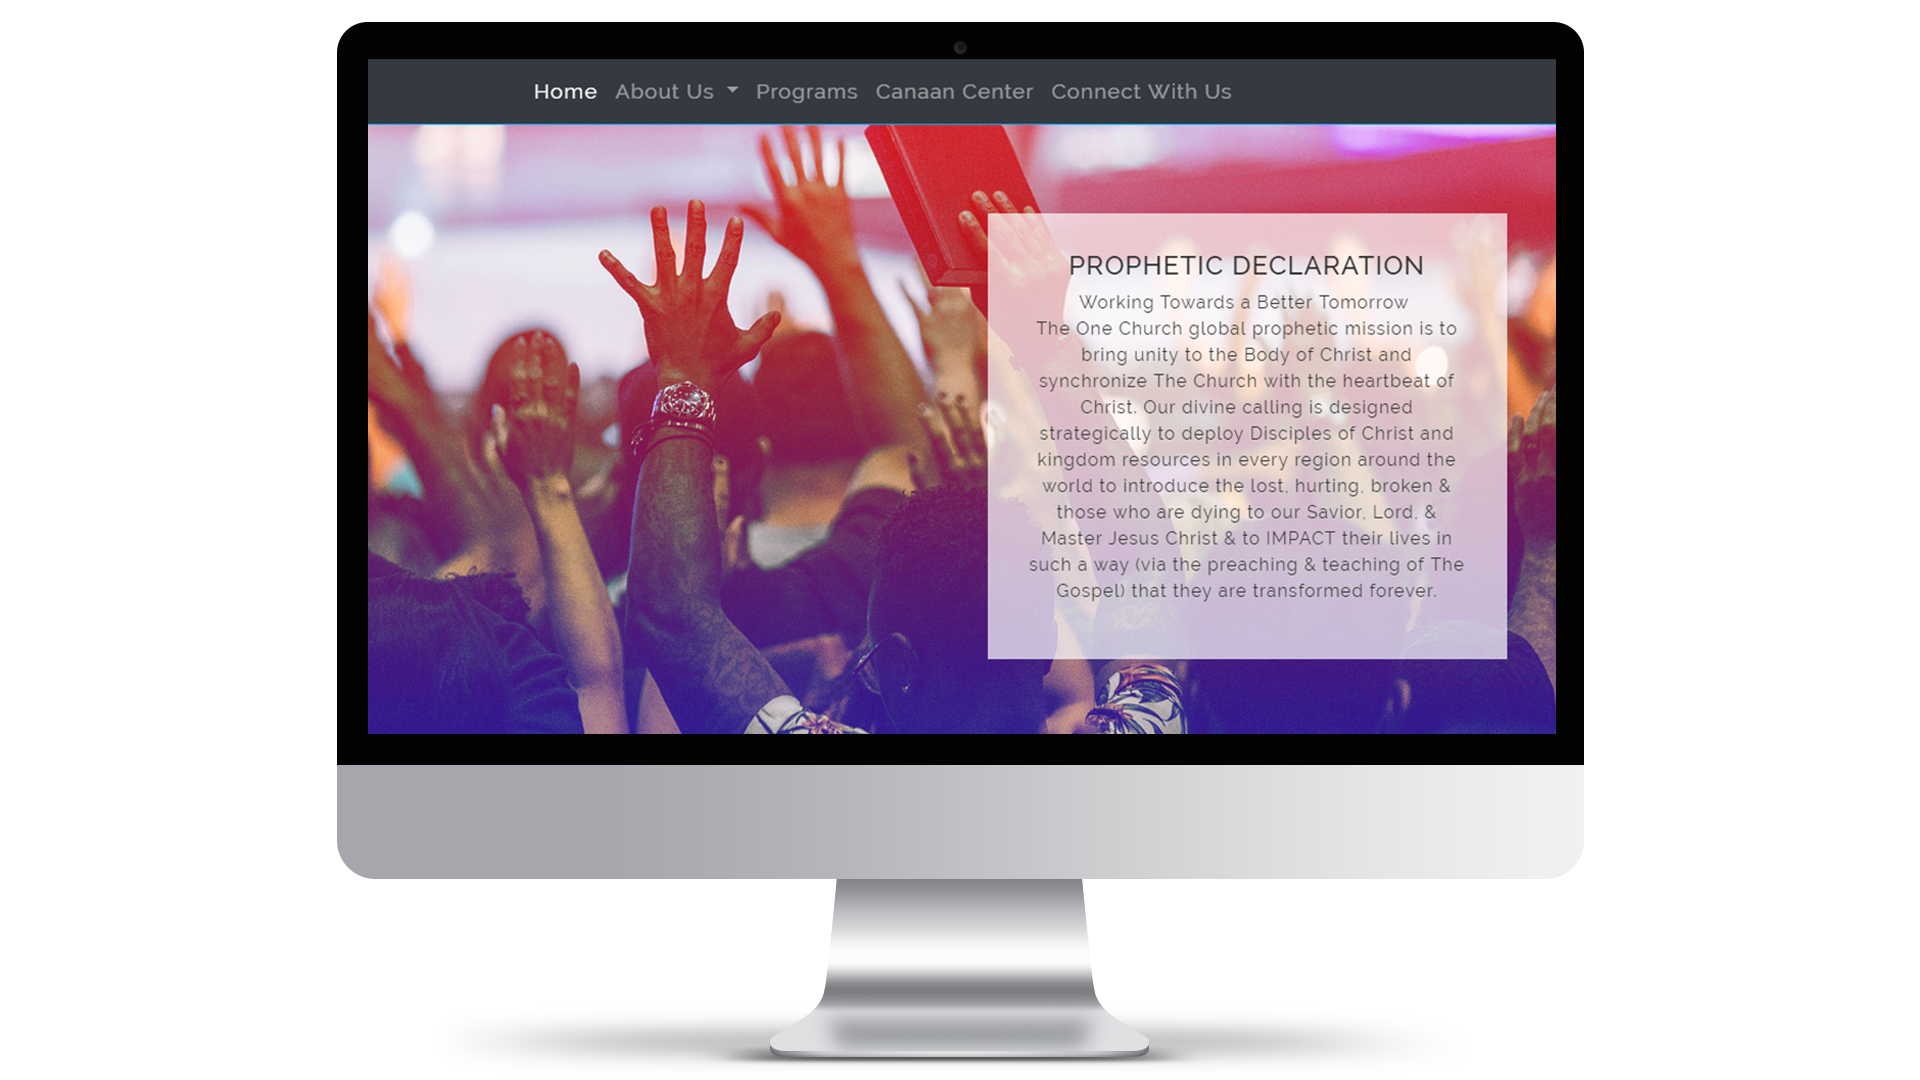 Home About Us Programs Canaan Center Connect With Us
PROPHETIC DECLARATION
Working Towards a Better Tomorrow
The One Church global prophetic mission is to
bring unity to the Body of Christ and
synchronize The Church with the heartbeat of
Christ. Our divine calling is designed
strategically to deploy Disciples of Christ and
kingdom resources in every region around the
world to introduce the lost, hurting, broken &
those who are dying to our Savior, Lord, &
Master Jesus Christ & to IMPACT their lives in
such a way (via the preaching & teaching of The
Gospel) that they are transformed forever.